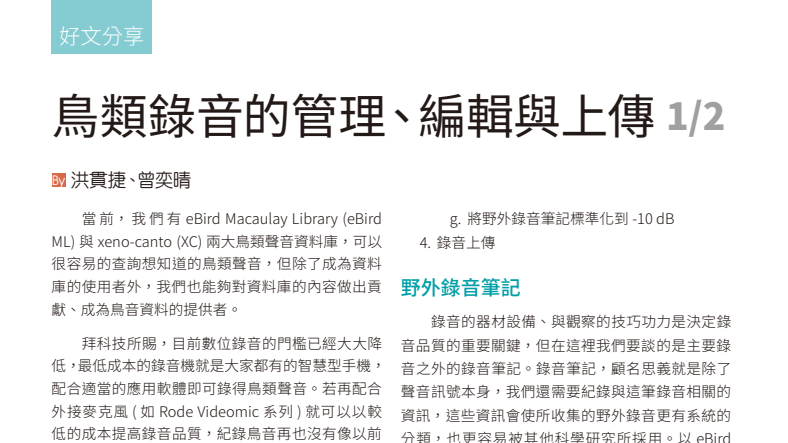 好文分享
鳥類錄音的管理、編輯與上傳 1/2
By 洪貫捷、曾奕晴
當前，我們有 eBird Macaulay Library (eBird
ML) 與 xeno-canto (XC) 兩大鳥類聲音資料庫，可以
很容易的查詢想知道的鳥類聲音，但除了成為資料
庫的使用者外，我們也能夠對資料庫的內容做出貢
獻、成為鳥音資料的提供者。
拜科技所賜，目前數位錄音的門檻已經大大降
低，最低成本的錄音機就是大家都有的智慧型手機，
配合適當的應用軟體即可錄得鳥類聲音。若再配合
外接麥克風 ( 如 Rode Videomic 系列 ) 就可以以較
低的成本提高錄音品質，紀錄鳥音再也沒有像以前
g. 將野外錄音筆記標準化到 -10 dB
4. 錄音上傳
野外錄音筆記
錄音的器材設備、與觀察的技巧功力是決定錄
音品質的重要關鍵，但在這裡我們要談的是主要錄
音之外的錄音筆記。錄音筆記，顧名思義就是除了
聲音訊號本身，我們還需要紀錄與這筆錄音相關的
資訊，這些資訊會使所收集的野外錄音更有系統的
分類，也更容易被其他科學研究所採用。以 eBird